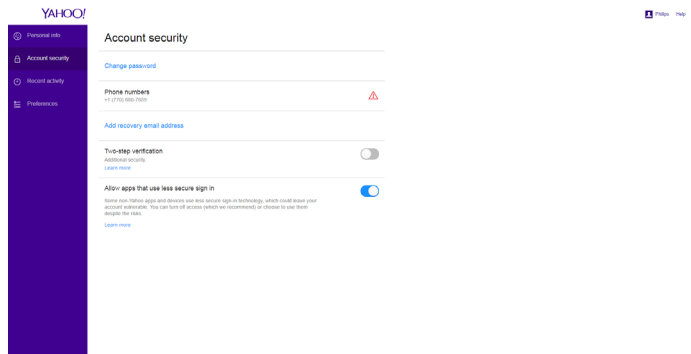 YAHOO!
Phillips Help
Personal info
Account security
Recent activity
Preferences
Account security
Change password
Phone numbers
Add recovery email address
Two-step verification
Additional security.
Learn more
Allow apps that use less secure sign in
Some non-Yahoo apps and devices use less secure sign-in technology, which could leave your
account vulnerable. You can turn off access (which we recommend) or choose to use them
despite the risks.
Learn more